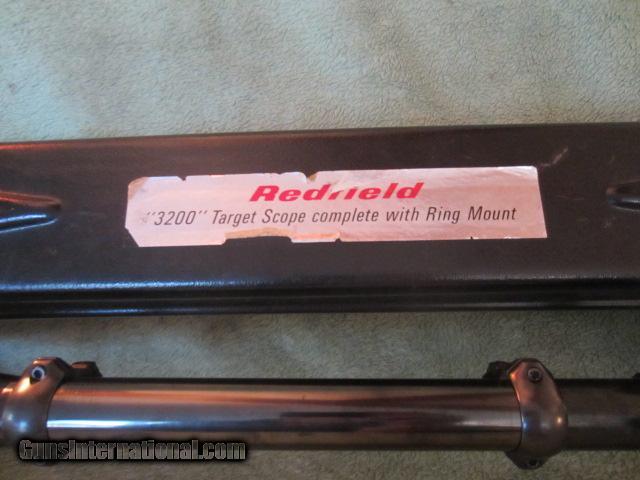 Redfield
"3200" Target Scope complete with Ring Mount
GunsInternational.com